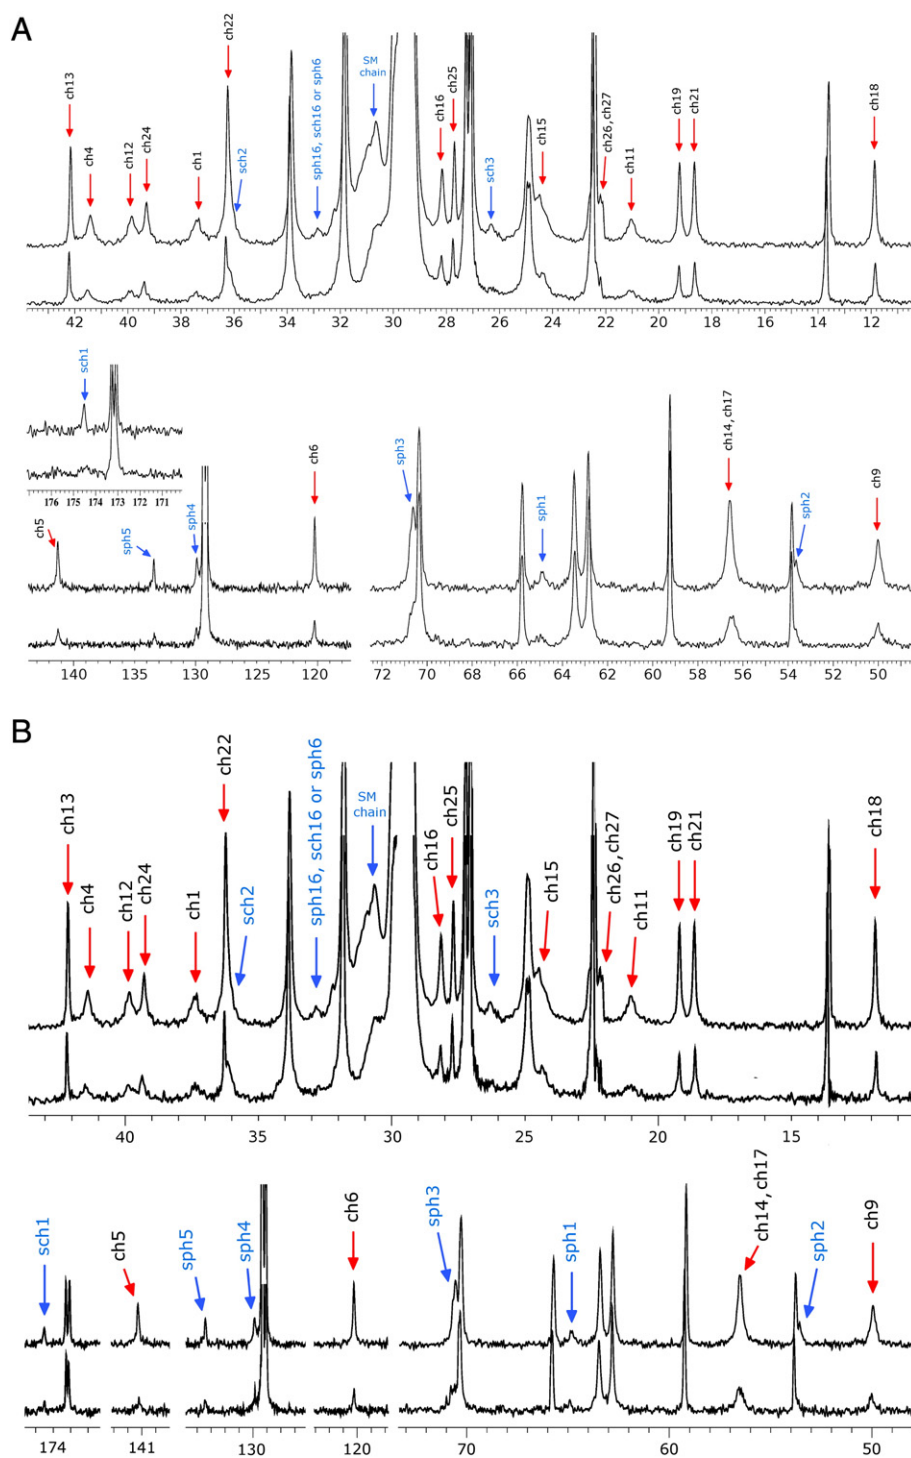 A
ch13
ch4
ch12
ch24
ch1
ch22
sch2
sph16, sch16 or sph6
SM
chain
ch16
ch25
sch3
ch15
ch26, ch27
ch11
ch19
ch21
ch18
42 40 38 36 34 32 30 28 26 24 22 20 18 16 14 12
sch1
176 175 174 173 172 171
ch5
sph5
sph4
ch6
140 135 130 125 120
sph3
sph1
ch14, ch17
sph2
ch9
72 70 68 66 64 62 60 58 56 54 52 50
B
ch13
ch4
ch12
ch24
ch1
ch22
sch2
sph16, sch16 or sph6
SM
chain
ch16
ch25
sch3
ch15
ch26, ch27
ch11
ch19
ch21
ch18
40 35 30 25 20 15
sch1
ch5
sph5
sph4
ch6
sph3
sph1
ch14, ch17
sph2
ch9
174 141 130 120 70 60 50